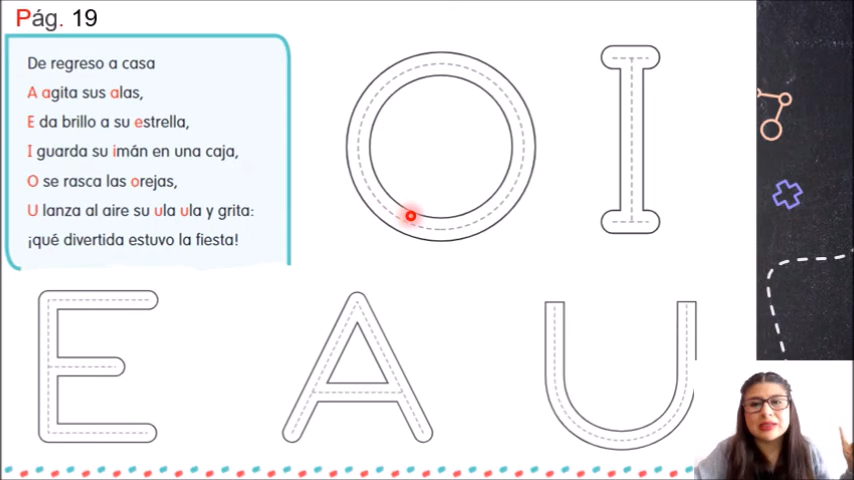 Pág. 19
De regreso a casa
A agita sus alas,
E da brillo a su estrella,
I guarda su imán en una caja,
O se rasca las orejas,
U lanza al aire su ula ula y grita:
¡qué divertida estuvo la fiesta!
O I
E A U